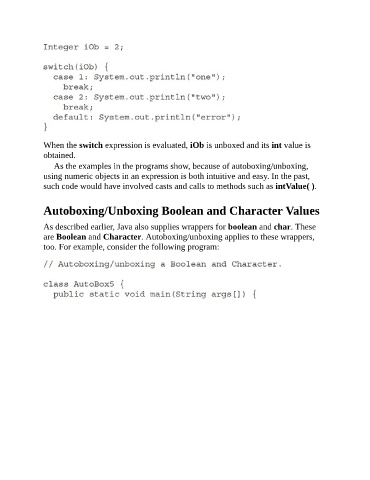 Integer iOb = 2;
switch(iOb) {
case 1: System.out.println("one");
break;
case 2: System.out.println("two");
break;
default: System.out.println("error");
}
When the switch expression is evaluated, iOb is unboxed and its int value is
obtained.
As the examples in the programs show, because of autoboxing/unboxing,
using numeric objects in an expression is both intuitive and easy. In the past,
such code would have involved casts and calls to methods such as intValue( ).
Autoboxing/Unboxing Boolean and Character Values
As described earlier, Java also supplies wrappers for boolean and char. These
are Boolean and Character. Autoboxing/unboxing applies to these wrappers,
too. For example, consider the following program:
// Autoboxing/unboxing a Boolean and Character.
class AutoBox5 {
public static void main(String args[]) {